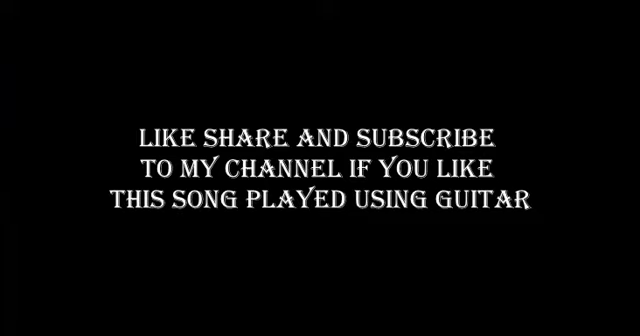 LIKE SHARE AND SUBSCRIBE
TO MY CHANNEL IF YOU LIKE
THIS SONG PLAYED USING GUITAR